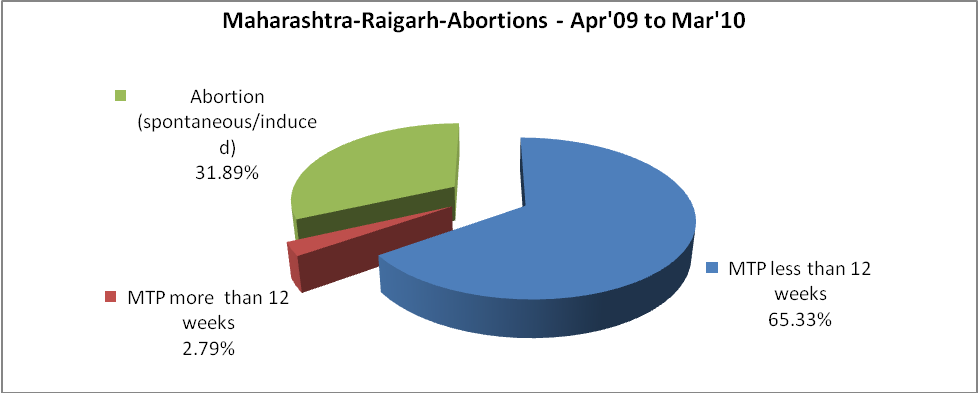 Maharashtra-Raigarh-Abortions - Apr'09 to Mar'10
Abortion
(spontaneous/induce
d)
31.89%
MTP less than 12
weeks
65.33%
MTP more  than 12
weeks
2.79%